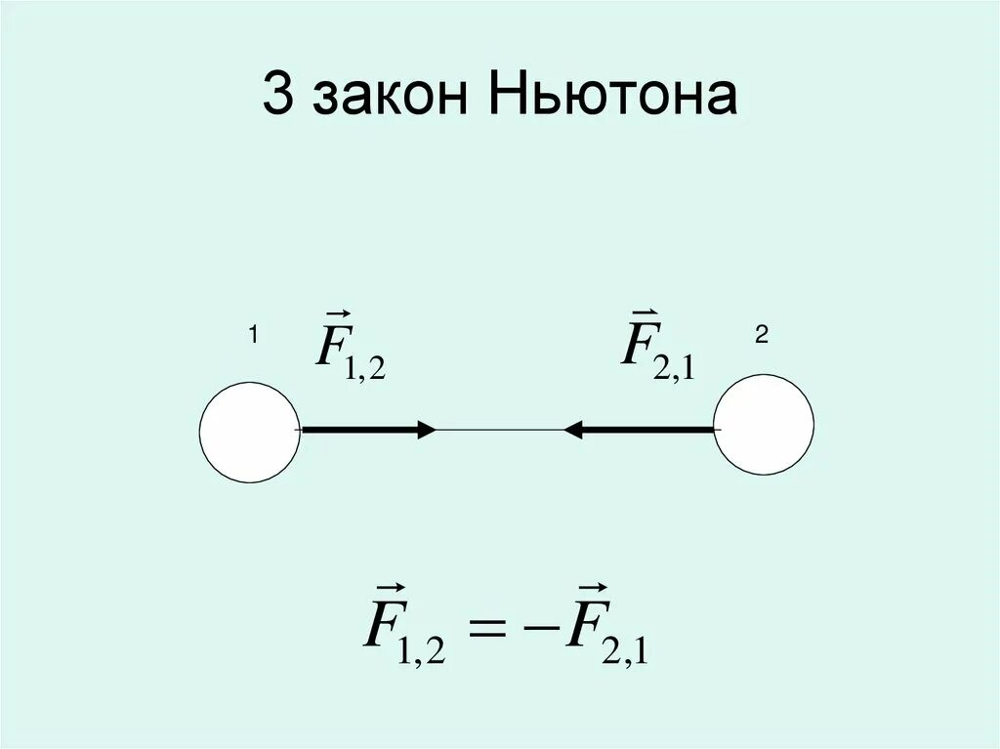 3 закон Ньютона
1 F⃗1,2 F⃗2,1 2
F⃗1,2 = −F⃗2,1